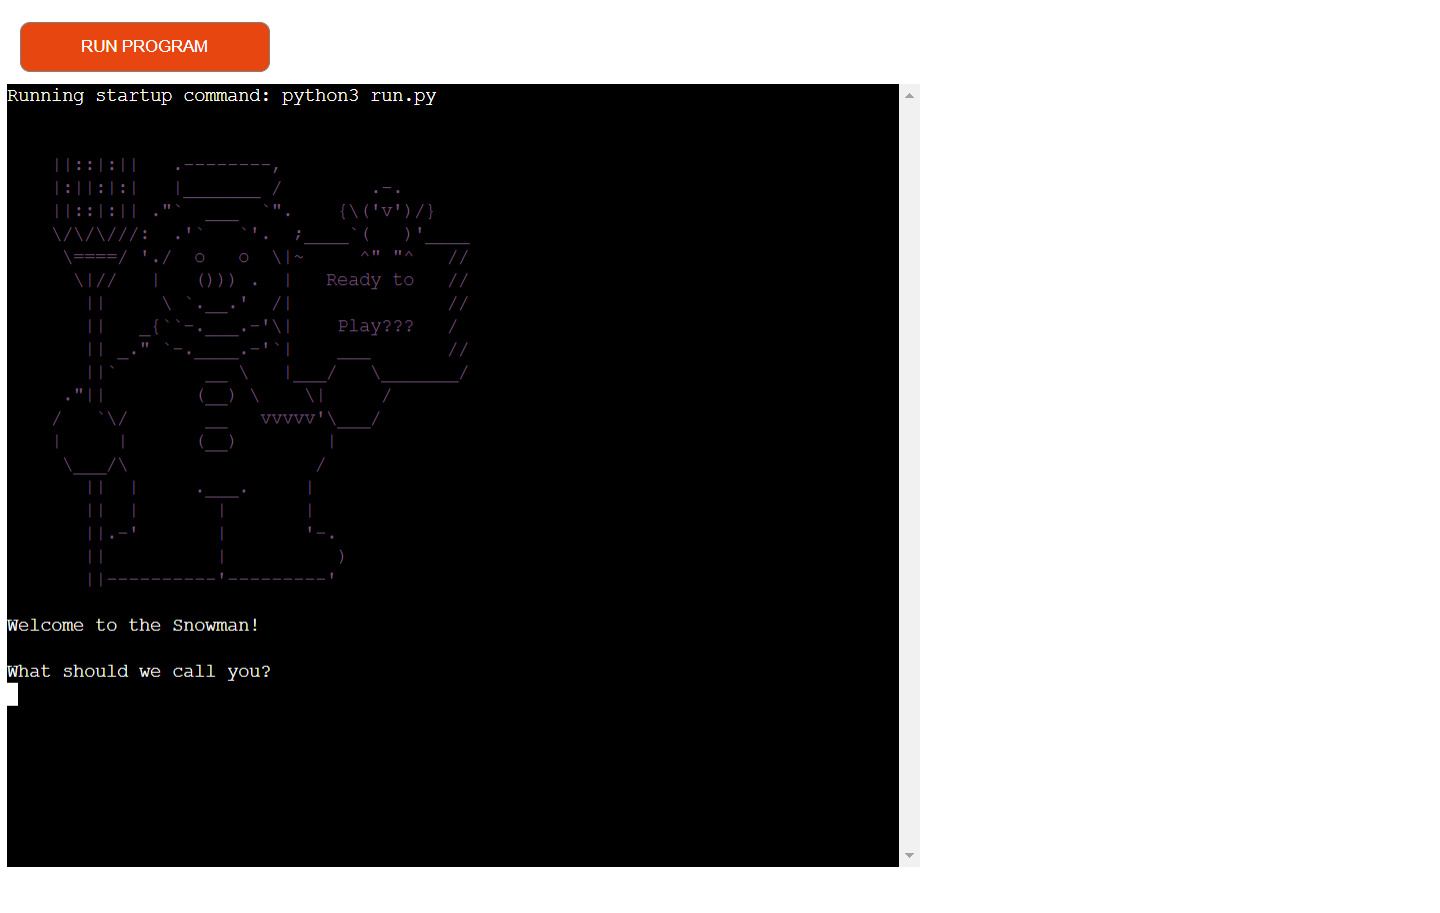 RUN PROGRAM
Running startup command: python3 run.py
Ready to
Play???
Welcome to the Snowman!
What should we call you?